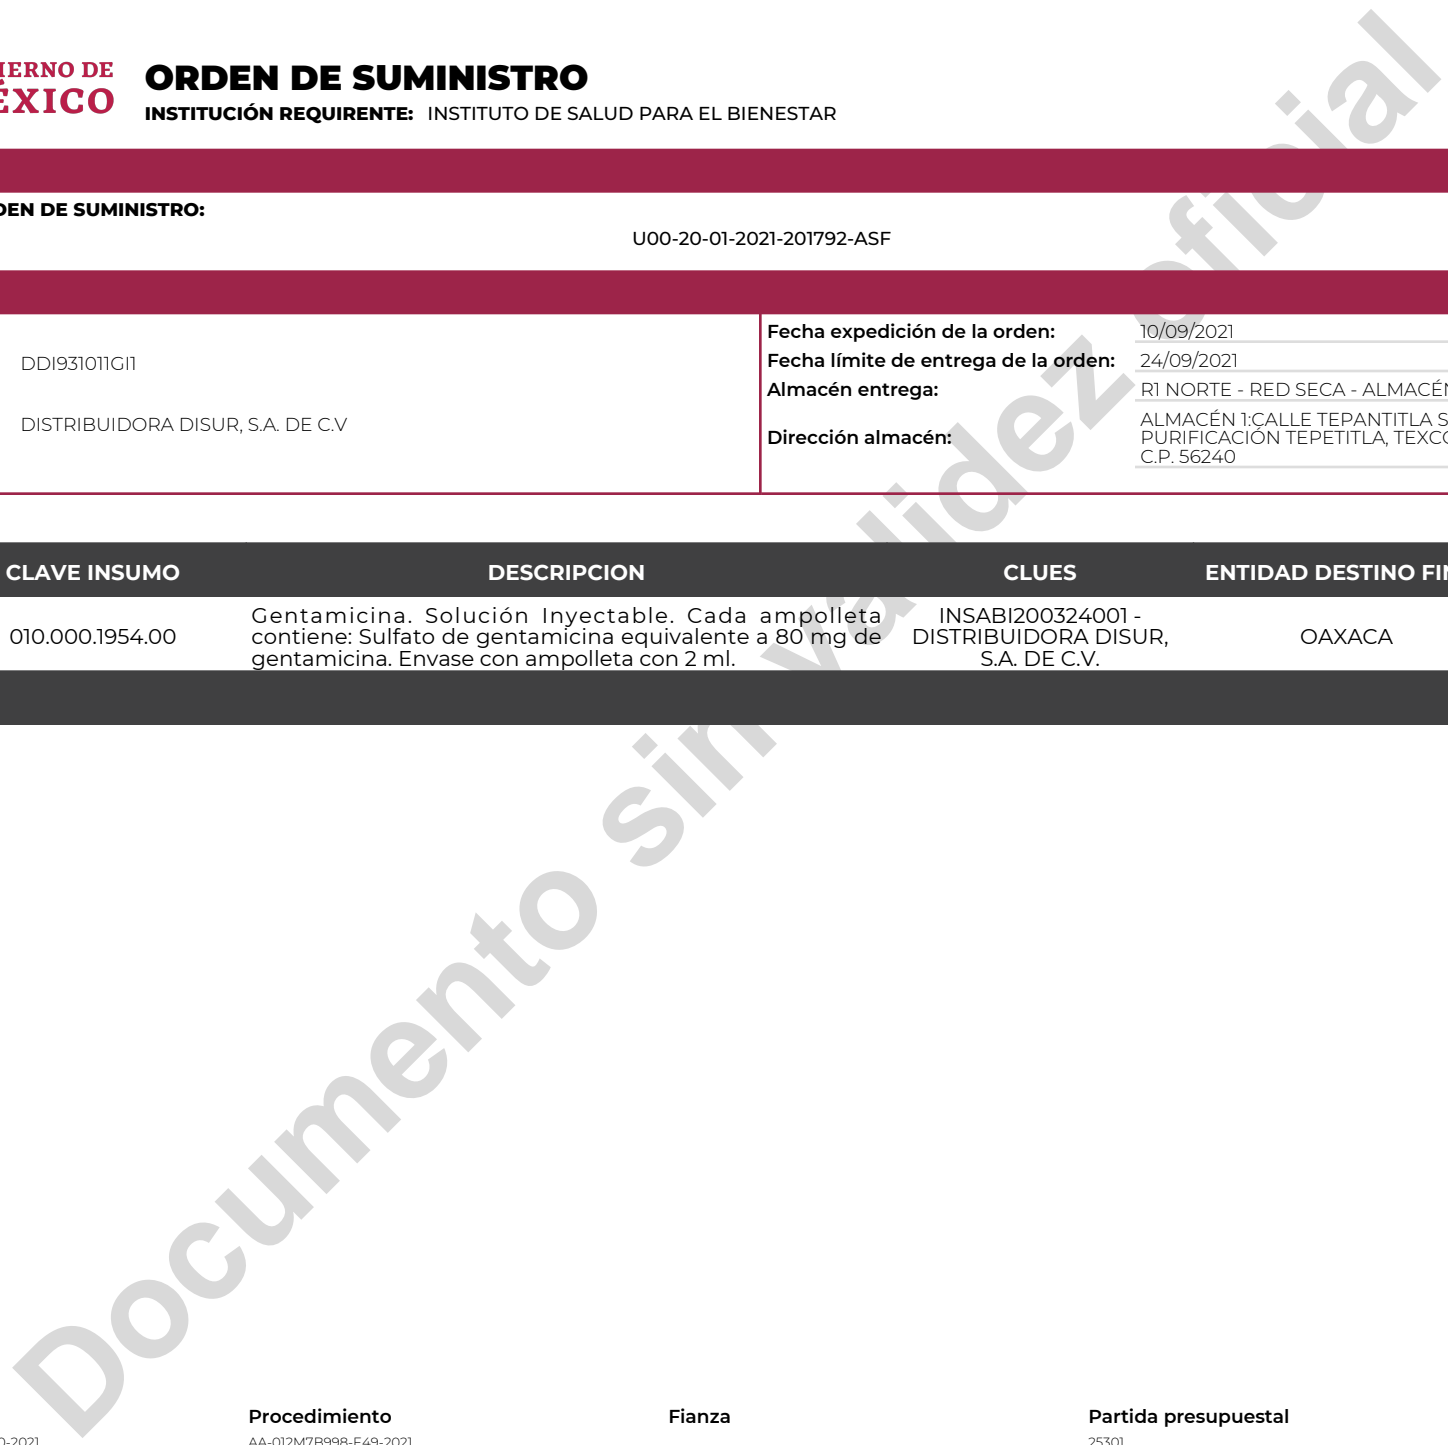 ORDEN DE SUMINISTRO
INSTITUCIÓN REQUIRENTE: INSTITUTO DE SALUD PARA EL BIENESTAR
IERNO DE
ÉXICO
DEN DE SUMINISTRO:
U00-20-01-2021-201792-ASF
DDI931011GI1
DISTRIBUIDORA DISUR, S.A. DE C.V
Fecha expedición de la orden: 10/09/2021
Fecha límite de entrega de la orden: 24/09/2021
Almacén entrega: R1 NORTE - RED SECA - ALMACÉN
Dirección almacén: ALMACÉN 1:CALLE TEPANTITLA S
PURIFICACIÓN TEPETITLA, TEXCO
C.P. 56240
CLAVE INSUMO DESCRIPCION CLUES ENTIDAD DESTINO FIN
010.000.1954.00
Gentamicina. Solución Inyectable. Cada ampolleta
contiene: Sulfato de gentamicina equivalente a 80 mg de
gentamicina. Envase con ampolleta con 2 ml.
INSABI200324001 -
DISTRIBUIDORA DISUR,
S.A. DE C.V.
OAXACA
Documento sin validez oficial
Procedimiento Fianza Partida presupuestal
0-2021 AA-012M7B998-E49-2021 25301